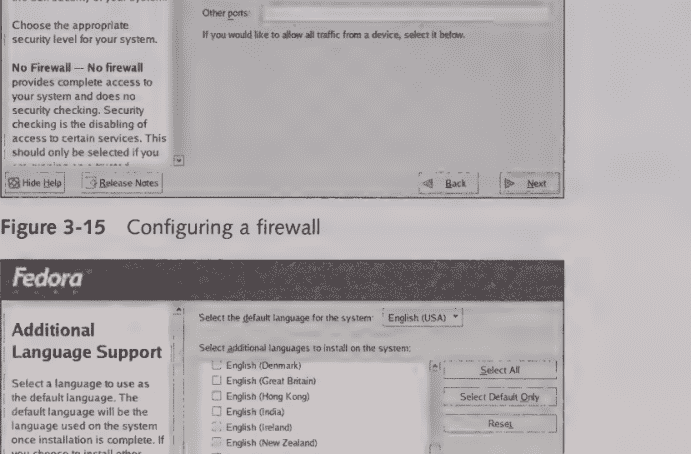 Other ports:
If you would like to allow all traffic from a device, select it below.
Choose the appropriate
security level for your system.
No Firewall — No firewall
provides complete access to
your system and does no
security checking. Security
checking is the disabling of
access to certain services. This
should only be selected if you
Hide Help
Release Notes
Back
Next
Figure 3-15 Configuring a firewall
Fedora
Additional
Language Support
Select a language to use as
the default language. The
default language will be the
language used on the system
once installation is complete. If
you choose to install other
Select the default language for the system: English (USA)
Select additional languages to install on the system:
English (Denmark)
English (Great Britain)
English (Hong Kong)
English (India)
English (Ireland)
English (New Zealand)
Select All
Select Default Only
Reset